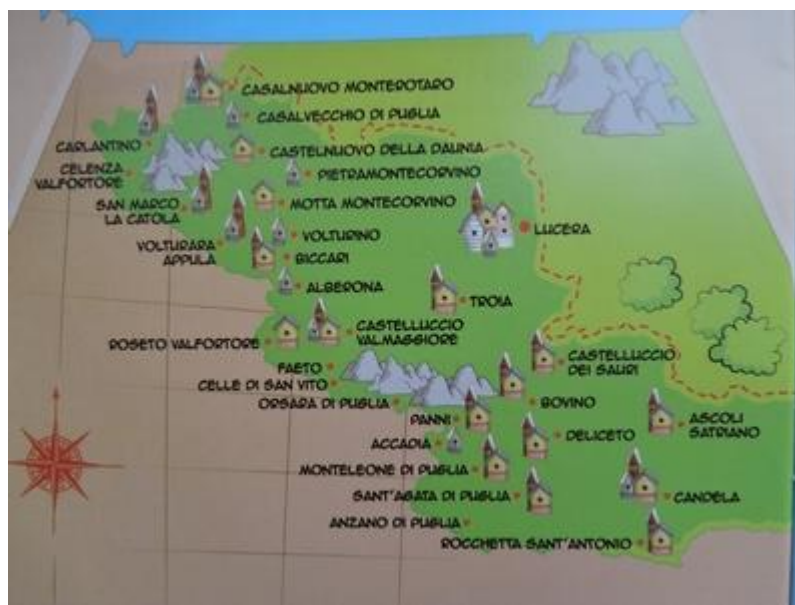 CASALNUOVO MONTEROTARO
CASALVECCHIO DI PUGLIA
CARLANTINO
CASTELNUOVO DELLA DAUNIA
CELENZA
VALFORTORE
PIETRAMONTECORVINO
SAN MARCO
LA CATOLA
MOTTA MONTECORVINO
LUCERA
VOLTURARA
APPULA
VOLTURINO
BICCARI
ALBERONA
TROIA
ROSETO VALFORTORE
CASTELLUCCIO
VALMAGGIORE
CASTELLUCCIO
DEI SAURI
FAETO
CELLE DI SAN VITO
ORSARA DI PUGLIA
BOVINO
PANNI
ASCOLI
SATRIANO
ACCADIA
DELICETO
MONTELEONE DI PUGLIA
SANT'AGATA DI PUGLIA
CANDELA
ANZANO DI PUGLIA
ROCCHETTA SANT'ANTONIO